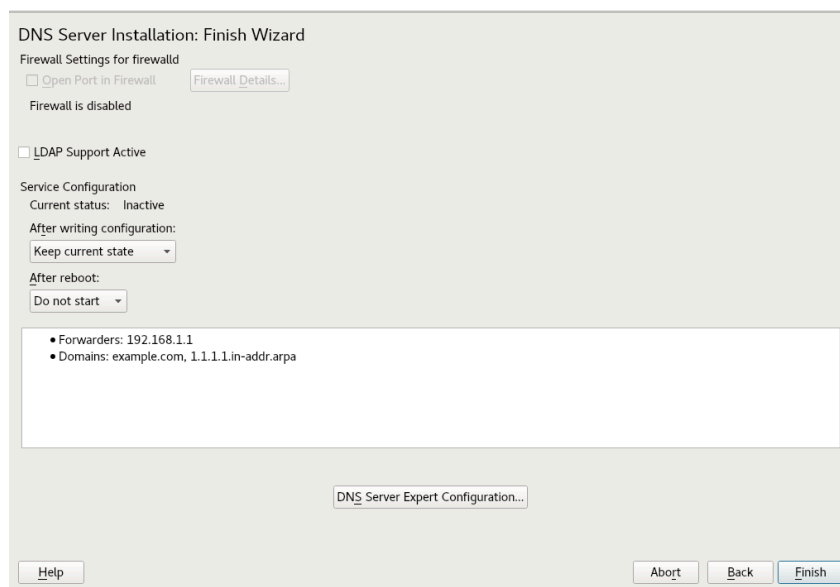 DNS Server Installation: Finish Wizard
Firewall Settings for firewalld
Open Port in Firewall Firewall Details...
Firewall is disabled
LDAP Support Active
Service Configuration
Current status: Inactive
After writing configuration:
Keep current state
After reboot:
Do not start
• Forwarders: 192.168.1.1
• Domains: example.com, 1.1.1.1.in-addr.arpa
DNS Server Expert Configuration...
Help Abort Back Finish